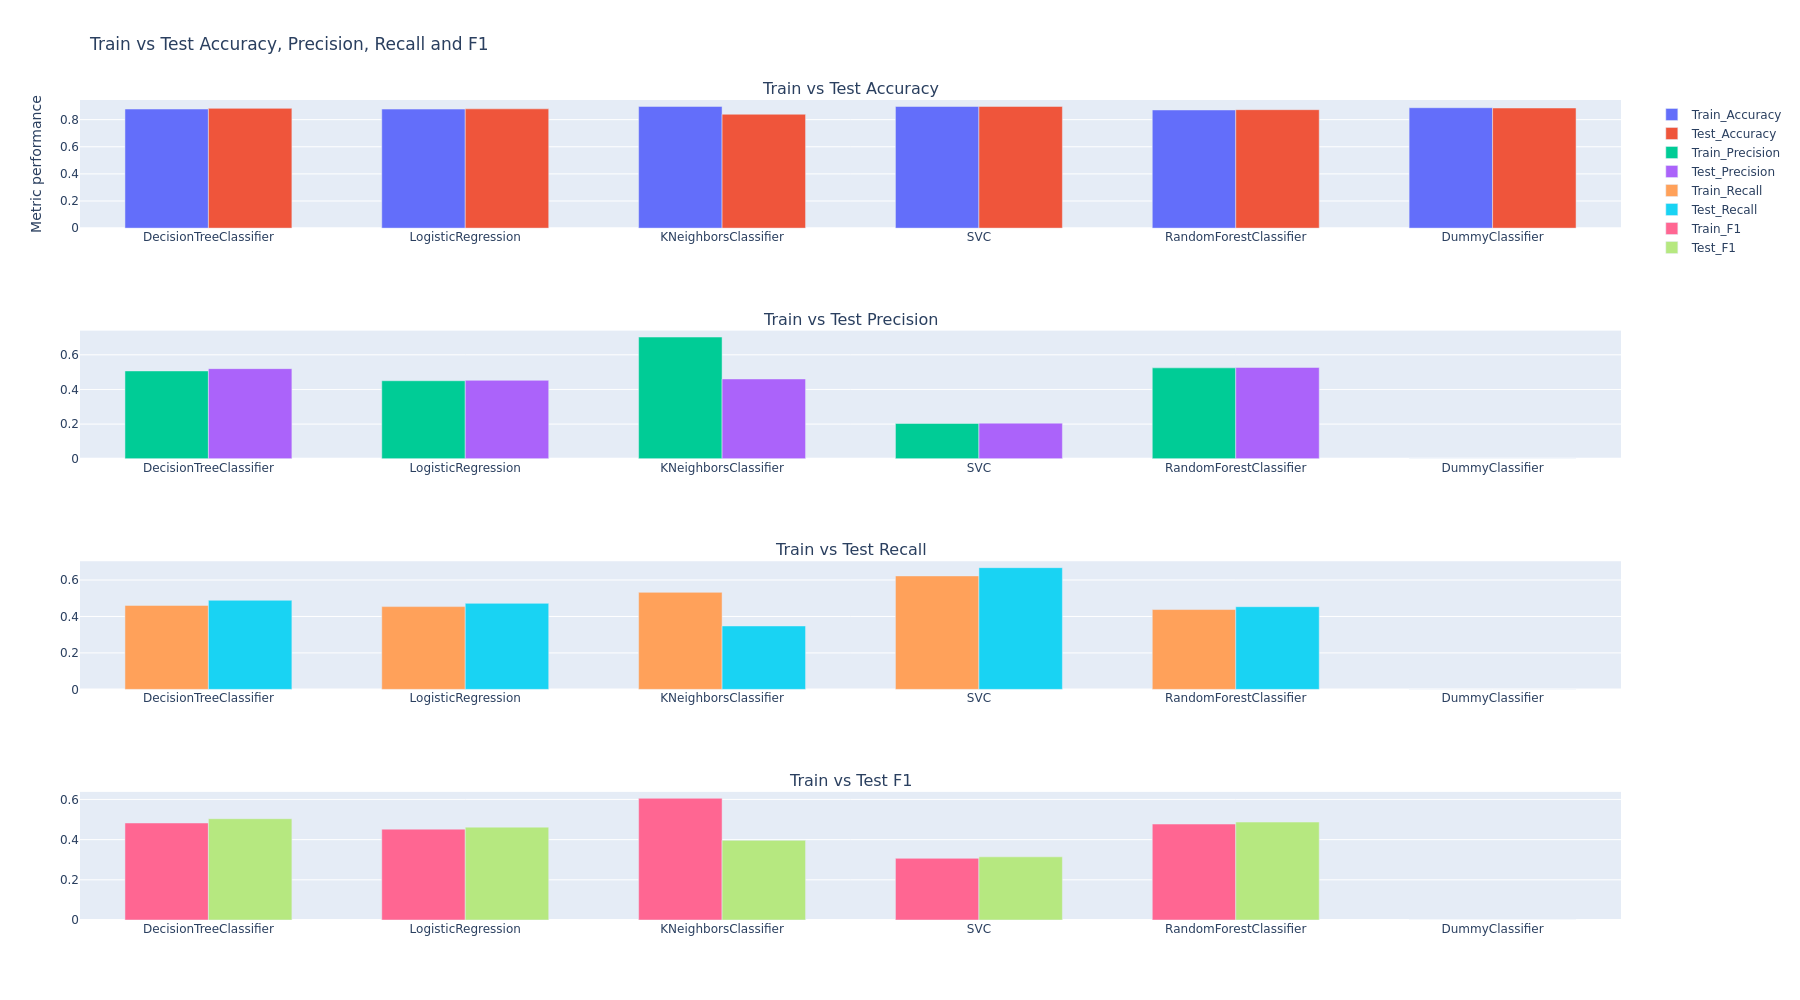 Train vs Test Accuracy, Precision, Recall and F1
Train vs Test Accuracy
Metric performance
0.8
0.6
0.4
0.2
0
DecisionTreeClassifier LogisticRegression KNeighborsClassifier SVC RandomForestClassifier DummyClassifier
Train_Accuracy
Test_Accuracy
Train_Precision
Test_Precision
Train_Recall
Test_Recall
Train_F1
Test_F1
Train vs Test Precision
0.6
0.4
0.2
0
DecisionTreeClassifier LogisticRegression KNeighborsClassifier SVC RandomForestClassifier DummyClassifier
Train vs Test Recall
0.6
0.4
0.2
0
DecisionTreeClassifier LogisticRegression KNeighborsClassifier SVC RandomForestClassifier DummyClassifier
Train vs Test F1
0.6
0.4
0.2
0
DecisionTreeClassifier LogisticRegression KNeighborsClassifier SVC RandomForestClassifier DummyClassifier